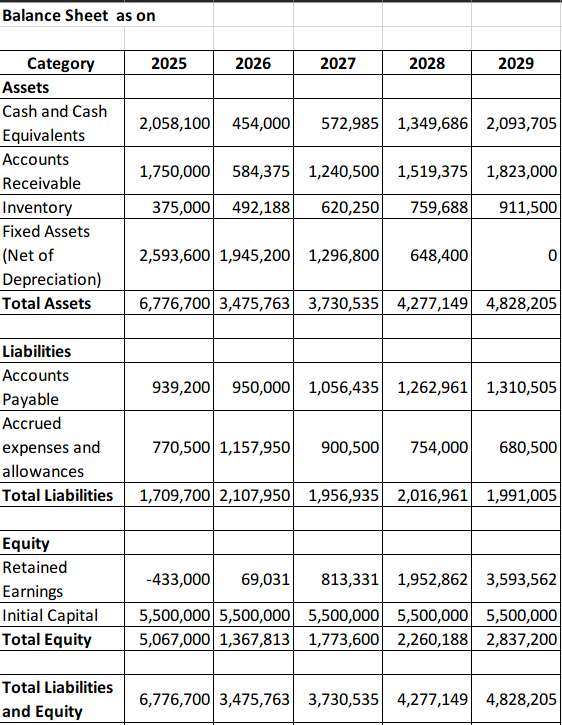 Balance Sheet  as on
Category 2025 2026 2027 2028 2029
Assets
Cash and Cash
Equivalents 2,058,100 454,000 572,985 1,349,686 2,093,705
Accounts
Receivable 1,750,000 584,375 1,240,500 1,519,375 1,823,000
Inventory 375,000 492,188 620,250 759,688 911,500
Fixed Assets
(Net of 2,593,600 1,945,200 1,296,800 648,400 0
Depreciation)
Total Assets 6,776,700 3,475,763 3,730,535 4,277,149 4,828,205
Liabilities
Accounts
Payable 939,200 950,000 1,056,435 1,262,961 1,310,505
Accrued
expenses and 770,500 1,157,950 900,500 754,000 680,500
allowances
Total Liabilities 1,709,700 2,107,950 1,956,935 2,016,961 1,991,005
Equity
Retained
Earnings -433,000 69,031 813,331 1,952,862 3,593,562
Initial Capital 5,500,000 5,500,000 5,500,000 5,500,000 5,500,000
Total Equity 5,067,000 1,367,813 1,773,600 2,260,188 2,837,200
Total Liabilities
and Equity 6,776,700 3,475,763 3,730,535 4,277,149 4,828,205